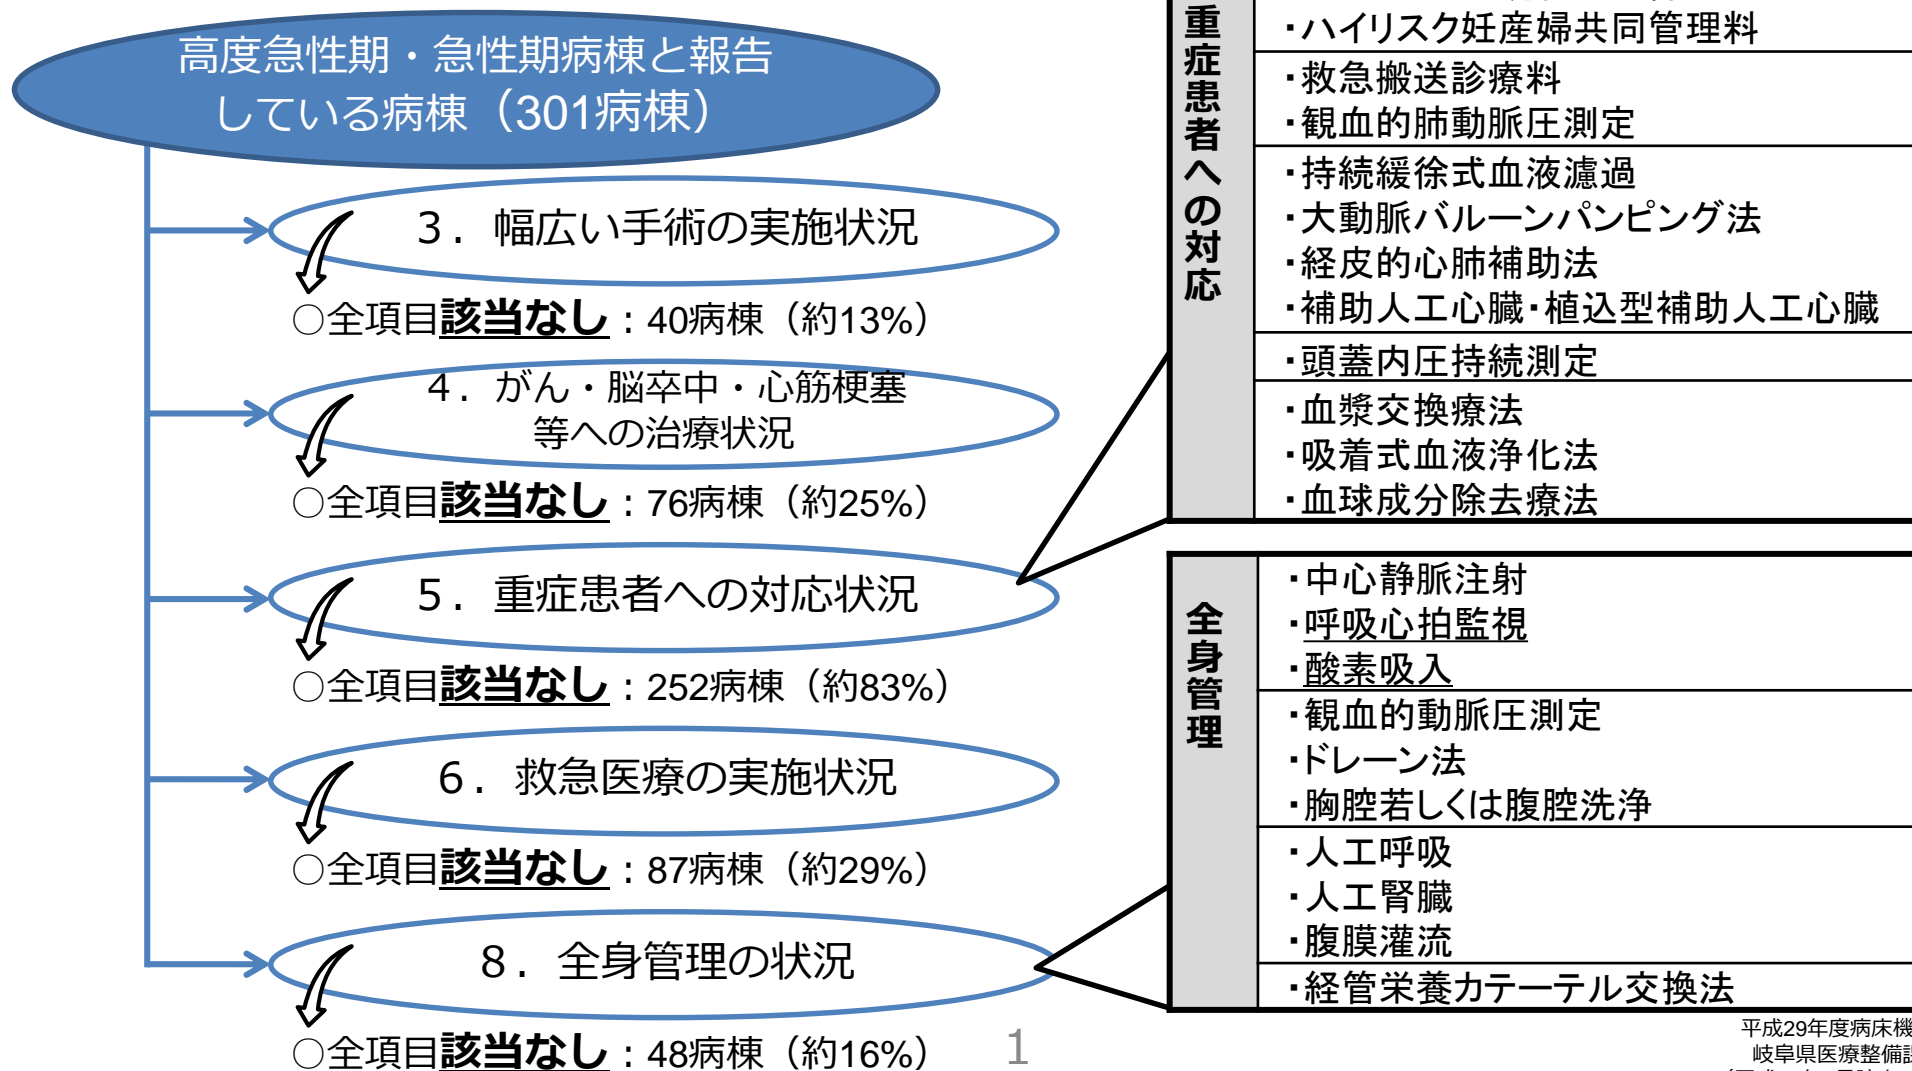 高度急性期・急性期病棟と報告
している病棟（301病棟）
３．幅広い手術の実施状況
○全項目該当なし：40病棟（約13%）
４．がん・脳卒中・心筋梗塞
等への治療状況
○全項目該当なし：76病棟（約25%）
５．重症患者への対応状況
○全項目該当なし：252病棟（約83%）
６．救急医療の実施状況
○全項目該当なし：87病棟（約29%）
８．全身管理の状況
○全項目該当なし：48病棟（約16%）
重症患者への対応
・ハイリスク妊産婦共同管理料
・救急搬送診療料
・観血的肺動脈圧測定
・持続緩徐式血液濾過
・大動脈バルーンパンピング法
・経皮的心肺補助法
・補助人工心臓・植込型補助人工心臓
・頭蓋内圧持続測定
・血漿交換療法
・吸着式血液浄化法
・血球成分除去療法
全身管理
・中心静脈注射
・呼吸心拍監視
・酸素吸入
・観血的動脈圧測定
・ドレーン法
・胸腔若しくは腹腔洗浄
・人工呼吸
・人工腎臓
・腹膜灌流
・経管栄養カテーテル交換法
1
平成29年度病床機
岐阜県医療整備課